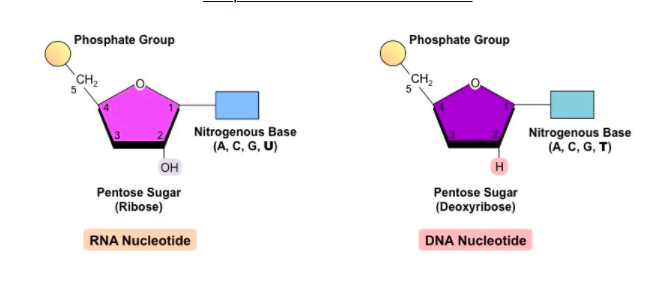 Phosphate Group
CH2
5
O
4
1
3
2
Nitrogenous Base
(A, C, G, U)
OH
Pentose Sugar
(Ribose)
RNA Nucleotide
Phosphate Group
CH2
5
O
4
1
3
2
Nitrogenous Base
(A, C, G, T)
H
Pentose Sugar
(Deoxyribose)
DNA Nucleotide